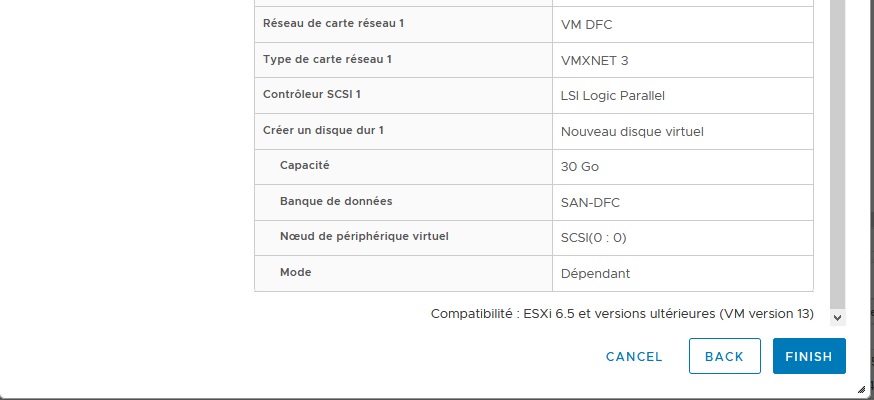 Réseau de carte réseau 1 VM DFC
Type de carte réseau 1 VMXNET 3
Contrôleur SCSI 1 LSI Logic Parallel
Créer un disque dur 1 Nouveau disque virtuel
Capacité 30 Go
Banque de données SAN-DFC
Nœud de périphérique virtuel SCSI(0 : 0)
Mode Dépendant
Compatibilité : ESXi 6.5 et versions ultérieures (VM version 13)
CANCEL BACK FINISH